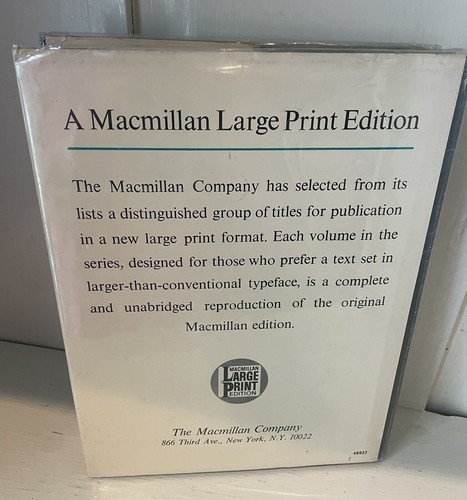 A Macmillan Large Print Edition
The Macmillan Company has selected from its
lists a distinguished group of titles for publication
in a new large print format. Each volume in the
series, designed for those who prefer a text set in
larger-than-conventional typeface, is a complete
and unabridged reproduction of the original
Macmillan edition.
MACMILLAN
LARGE
PRINT
EDITION
The Macmillan Company
866 Third Ave., New York, N.Y. 10022
48827